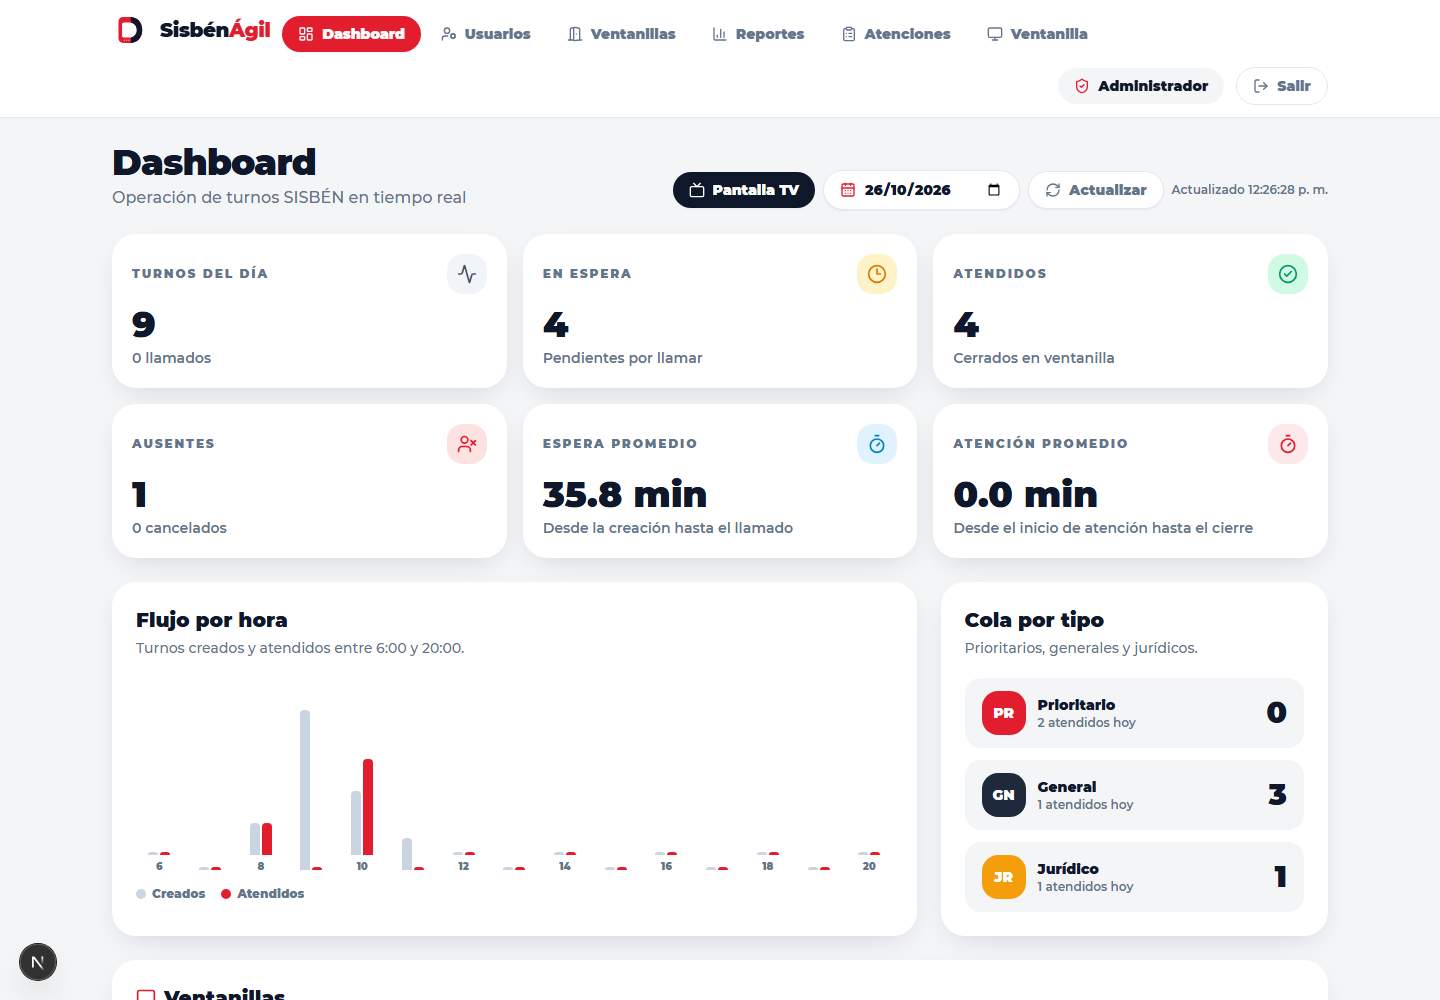 SisbénÁgil
Dashboard
Usuarios
Ventanillas
Reportes
Atenciones
Ventanilla
Administrador
Salir
Dashboard
Operación de turnos SISBÉN en tiempo real
Pantalla TV
26/10/2026
Actualizar
Actualizado 12:26:28 p. m.
TURNOS DEL DÍA
9
0 llamados
EN ESPERA
4
Pendientes por llamar
ATENDIDOS
4
Cerrados en ventanilla
AUSENTES
1
0 cancelados
ESPERA PROMEDIO
35.8 min
Desde la creación hasta el llamado
ATENCIÓN PROMEDIO
0.0 min
Desde el inicio de atención hasta el cierre
Flujo por hora
Turnos creados y atendidos entre 6:00 y 20:00.
6
8
10
12
14
16
18
20
Creados
Atendidos
Cola por tipo
Prioritarios, generales y jurídicos.
PR
Prioritario
2 atendidos hoy
0
GN
General
1 atendidos hoy
3
JR
Jurídico
1 atendidos hoy
1
N
Ventanillas